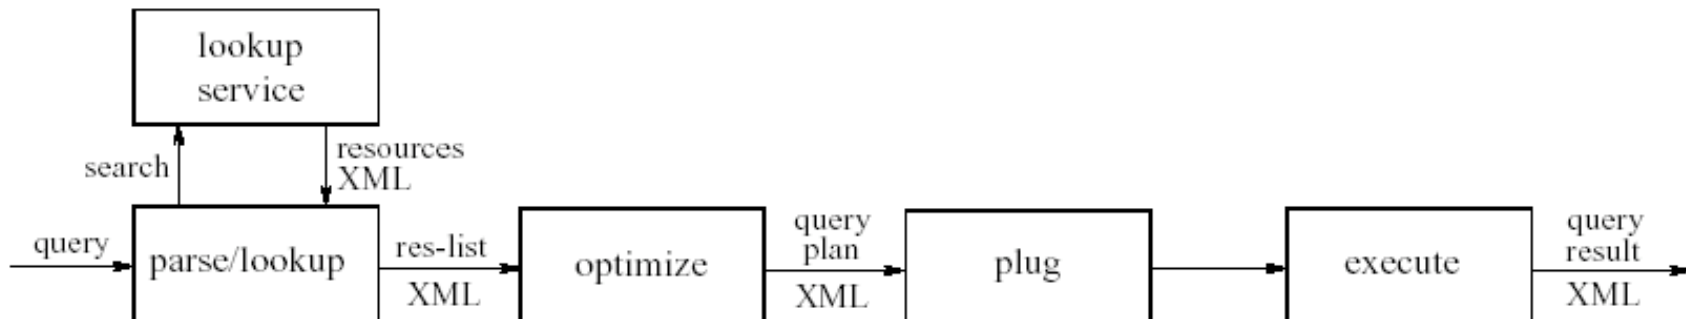 lookup
service
search
resources
XML
query
parse/lookup
res-list
XML
optimize
query
plan
XML
plug
execute
query
result
XML